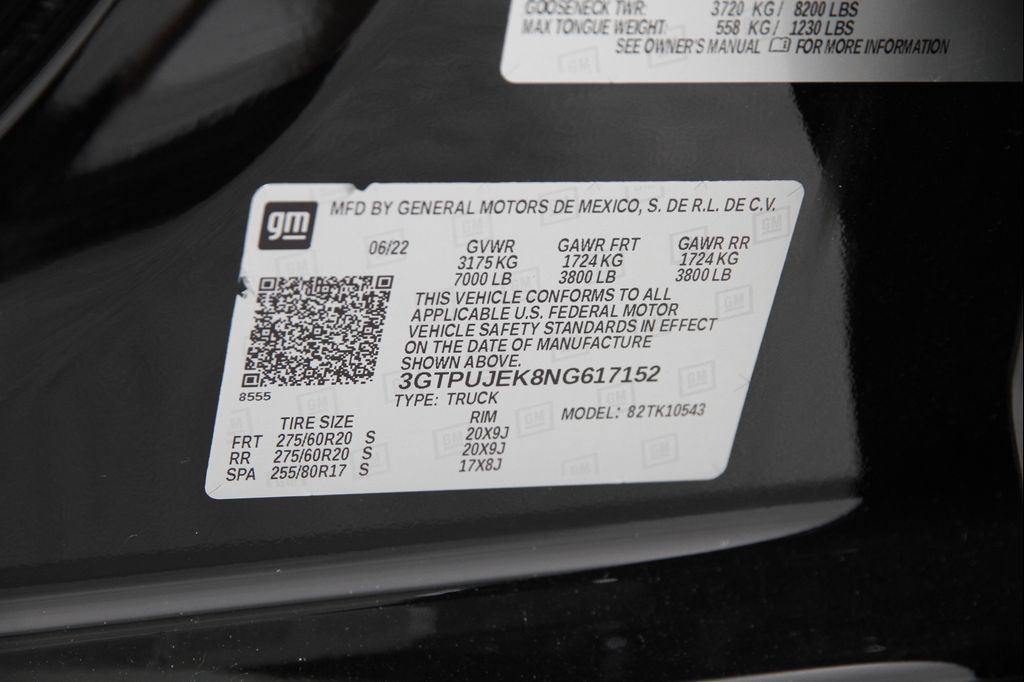 GOOSENECK TWR: 3720 KG / 8200 LBS
MAX TONGUE WEIGHT: 558 KG / 1230 LBS
SEE OWNER'S MANUAL FOR MORE INFORMATION
gm MFD BY GENERAL MOTORS DE MEXICO, S. DE R.L. DE C.V.
06/22 GVWR GAWR FRT GAWR RR
3175 KG 1724 KG 1724 KG
7000 LB 3800 LB 3800 LB
THIS VEHICLE CONFORMS TO ALL
APPLICABLE U.S. FEDERAL MOTOR
VEHICLE SAFETY STANDARDS IN EFFECT
ON THE DATE OF MANUFACTURE
SHOWN ABOVE.
3GTPUJEK8NG617152
8555
TYPE: TRUCK
TIRE SIZE RIM MODEL: 82TK10543
FRT 275/60R20 S 20X9J
RR 275/60R20 S 20X9J
SPA 255/80R17 S 17X8J